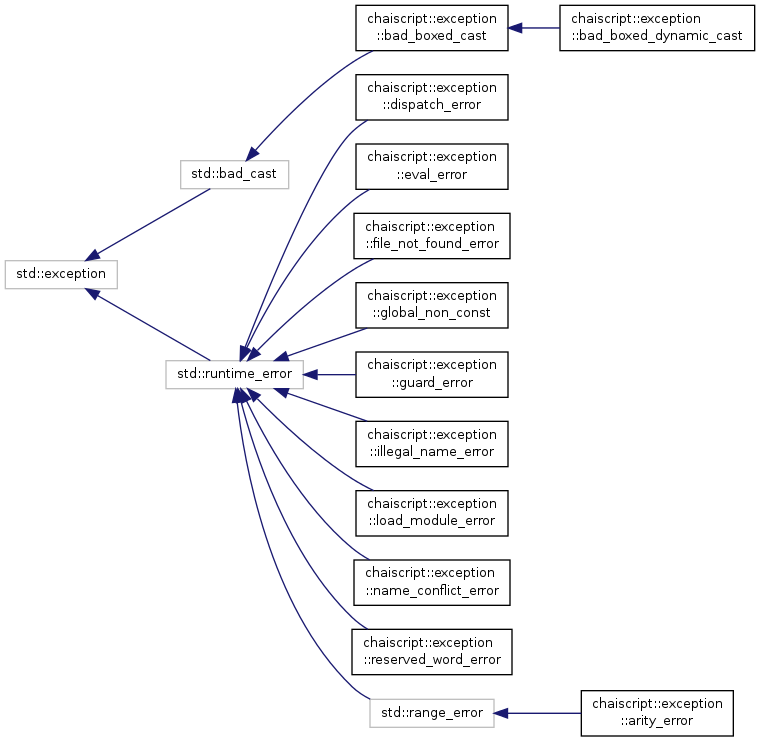 chaiscript::exception
::bad_boxed_cast
chaiscript::exception
::bad_boxed_dynamic_cast
chaiscript::exception
::dispatch_error
chaiscript::exception
::eval_error
std::bad_cast
chaiscript::exception
::file_not_found_error
std::exception
chaiscript::exception
::global_non_const
std::runtime_error
chaiscript::exception
::guard_error
chaiscript::exception
::illegal_name_error
chaiscript::exception
::load_module_error
chaiscript::exception
::name_conflict_error
chaiscript::exception
::reserved_word_error
std::range_error
chaiscript::exception
::arity_error